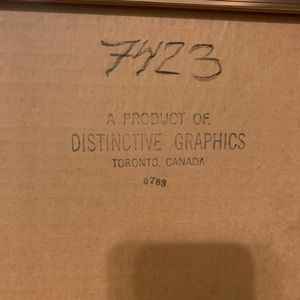 7423
A PRODUCT OF
DISTINCTIVE GRAPHICS
TORONTO, CANADA
0783